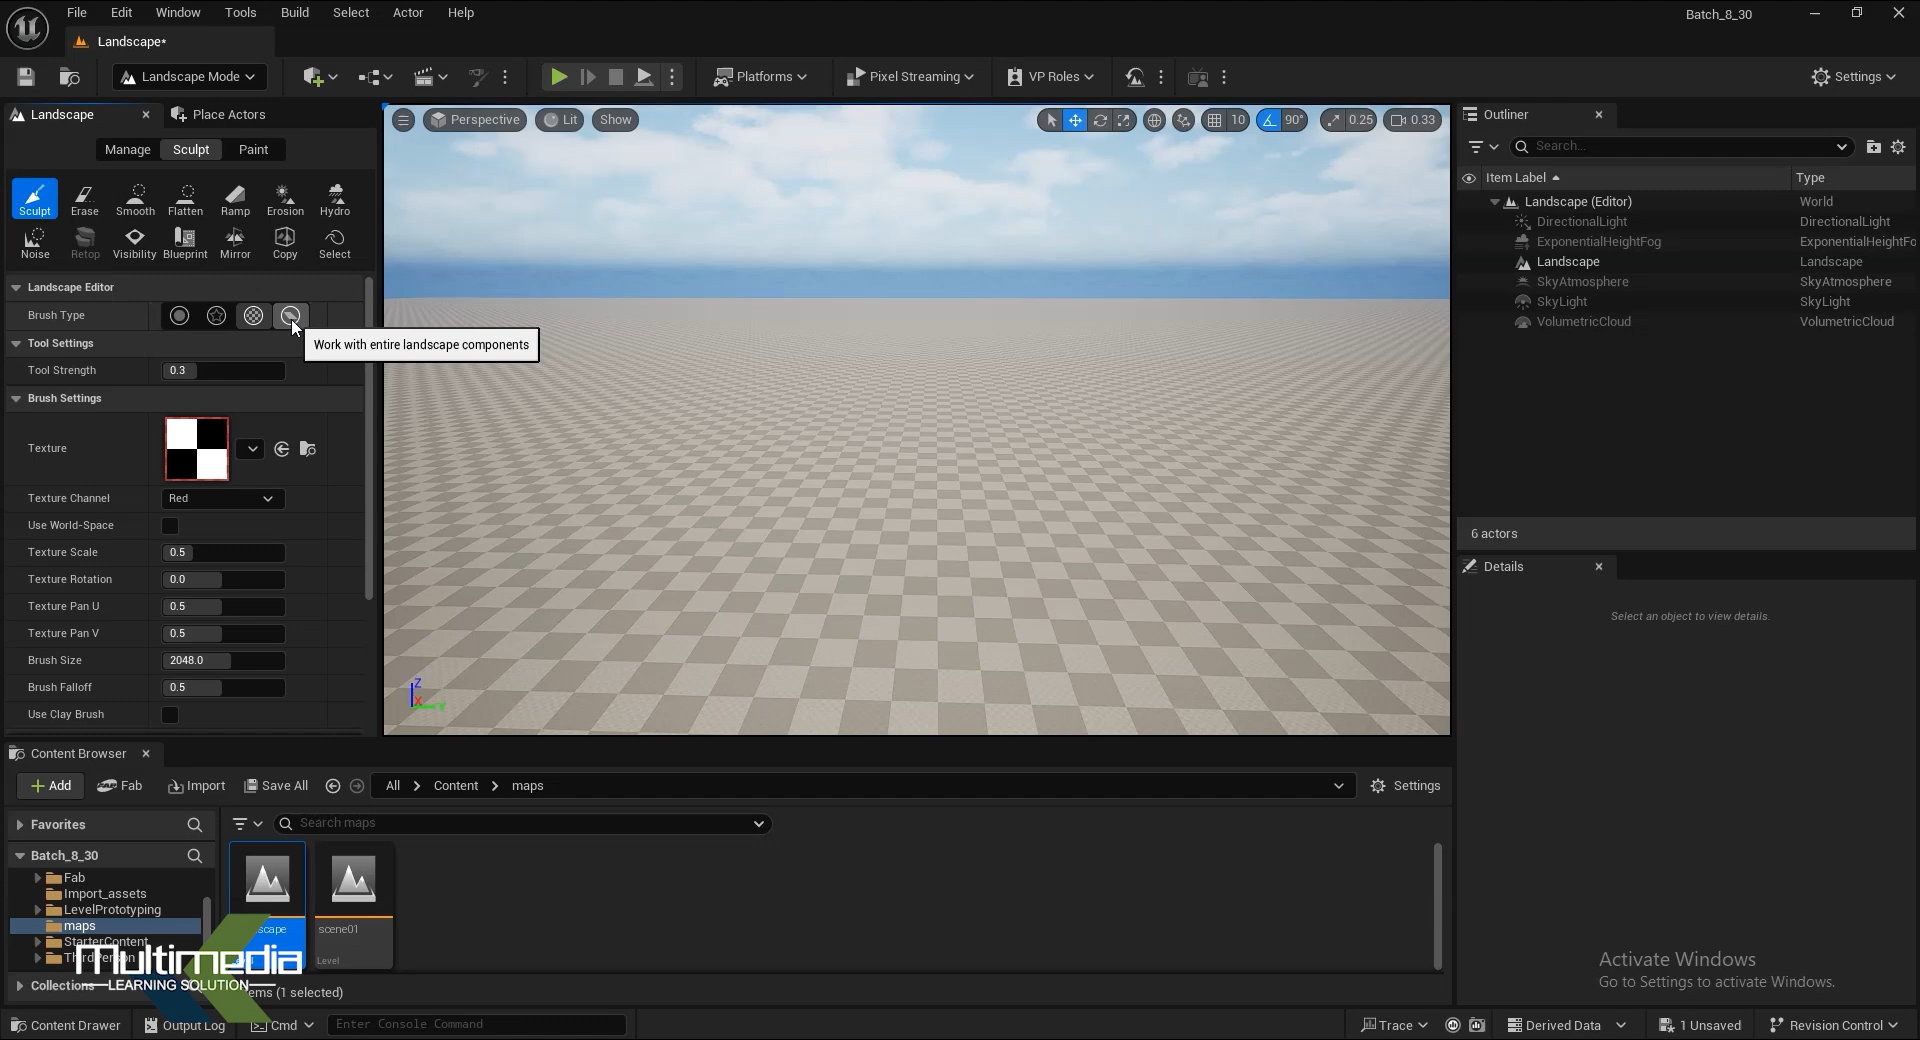 File Edit Window Tools Build Select Actor Help
Batch_8_30
Landscape*
Landscape Mode
Platforms
Pixel Streaming
VP Roles
Settings
Landscape
Place Actors
Manage Sculpt Paint
Sculpt Erase Smooth Flatten Ramp Erosion Hydro
Noise Retop Visibility Blueprint Mirror Copy Select
Landscape Editor
Brush Type
Work with entire landscape components
Tool Settings
Tool Strength 0.3
Brush Settings
Texture
Texture Channel Red
Use World-Space
Texture Scale 0.5
Texture Rotation 0.0
Texture Pan U 0.5
Texture Pan V 0.5
Brush Size 2048.0
Brush Falloff 0.5
Use Clay Brush
Perspective Lit Show
10 90° 0.25 0.33
Z
X
Y
Outliner
Search...
Item Label Type
Landscape (Editor) World
DirectionalLight DirectionalLight
ExponentialHeightFog ExponentialHeightFo
Landscape Landscape
SkyAtmosphere SkyAtmosphere
SkyLight SkyLight
VolumetricCloud VolumetricCloud
6 actors
Details
Select an object to view details.
Content Browser
Add Fab Import Save All
All > Content > maps
Settings
Favorites
Batch_8_30
Fab
Import_assets
LevelPrototyping
maps
StarterContent
Collections
Search maps
scape
scene01
Level
ems (1 selected)
Multimedia
LEARNING SOLUTION
Activate Windows
Go to Settings to activate Windows.
Content Drawer Output Log Cmd Enter Console Command
Trace Derived Data 1 Unsaved Revision Control